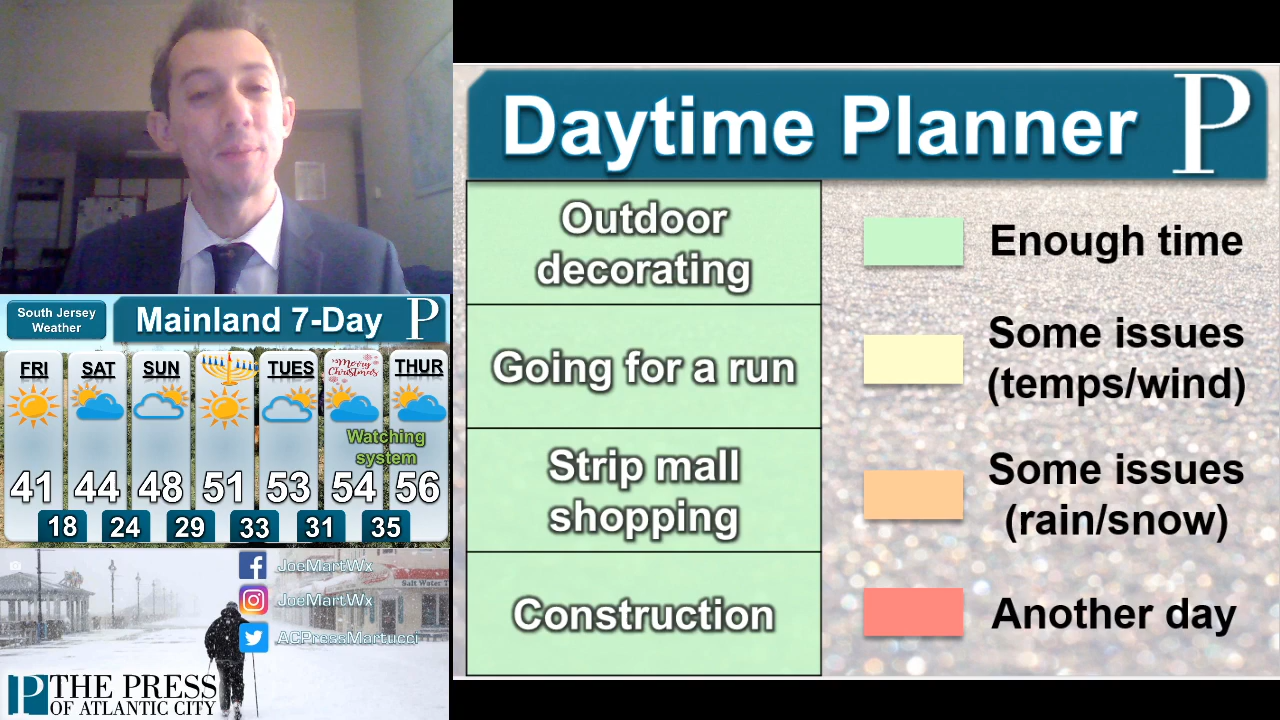 Daytime Planner P
Outdoor
decorating
Going for a run
Strip mall
shopping
Construction
Enough time
Some issues
(temps/wind)
Some issues
(rain/snow)
Another day
South Jersey
Weather
Mainland 7-Day P
FRI SAT SUN TUES Merry Christmas THUR
Watching
system
41 44 48 51 53 54 56
18 24 29 33 31 35
JoeMartWx
JoeMartWx
ACPressMartucci
Salt Water T
P THE PRESS
OF ATLANTIC CITY